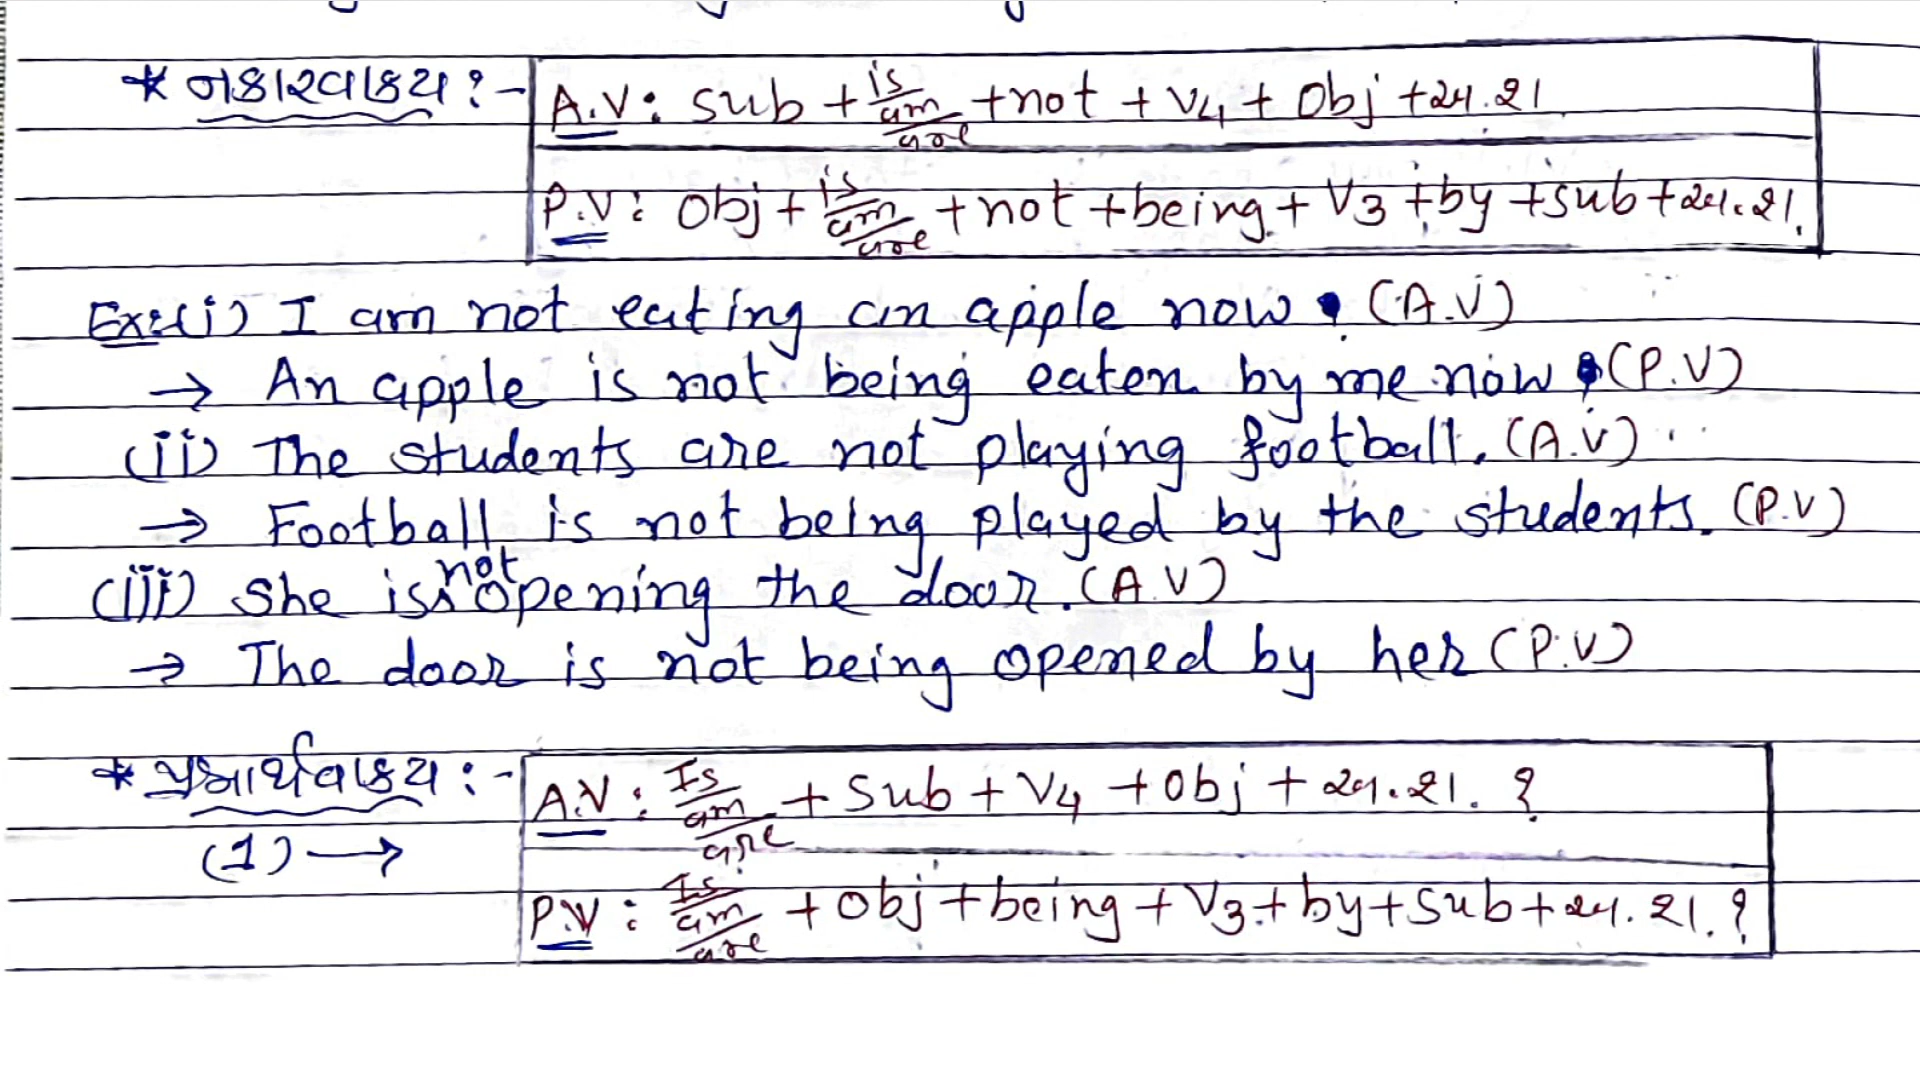 * નકારવાકય :- A.V: sub + is/am/are + not + V4 + Obj + અ.શ.
P.V: Obj + is/am/are + not + being + V3 + by + sub + અ.શ.
Ex:(i) I am not eating an apple now. (A.V)
→ An apple is not being eaten by me now. (P.V)
(ii) The students are not playing football. (A.V)
→ Football is not being played by the students. (P.V)
(iii) She is not opening the door. (A.V)
→ The door is not being opened by her (P.V)
* પ્રશ્નાર્થવાકય :- A.V: Is/am/are + Sub + V4 + Obj + અ.શ. ?
(1) →
P.V: Is/am/are + Obj + being + V3 + by + Sub + અ.શ. ?